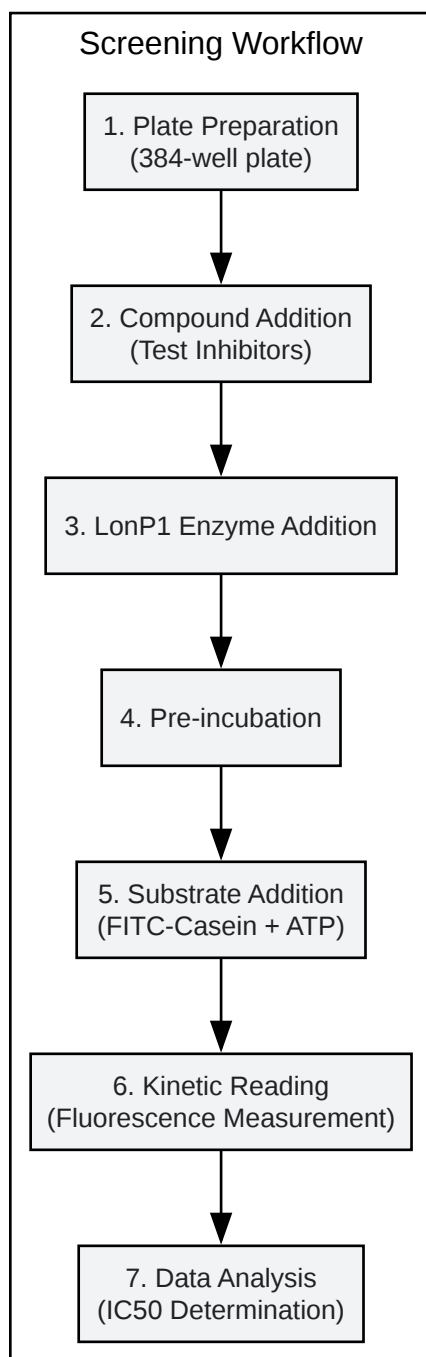 Screening Workflow
1. Plate Preparation
(384-well plate)
2. Compound Addition
(Test Inhibitors)
3. LonP1 Enzyme Addition
4. Pre-incubation
5. Substrate Addition
(FITC-Casein + ATP)
6. Kinetic Reading
(Fluorescence Measurement)
7. Data Analysis
(IC50 Determination)